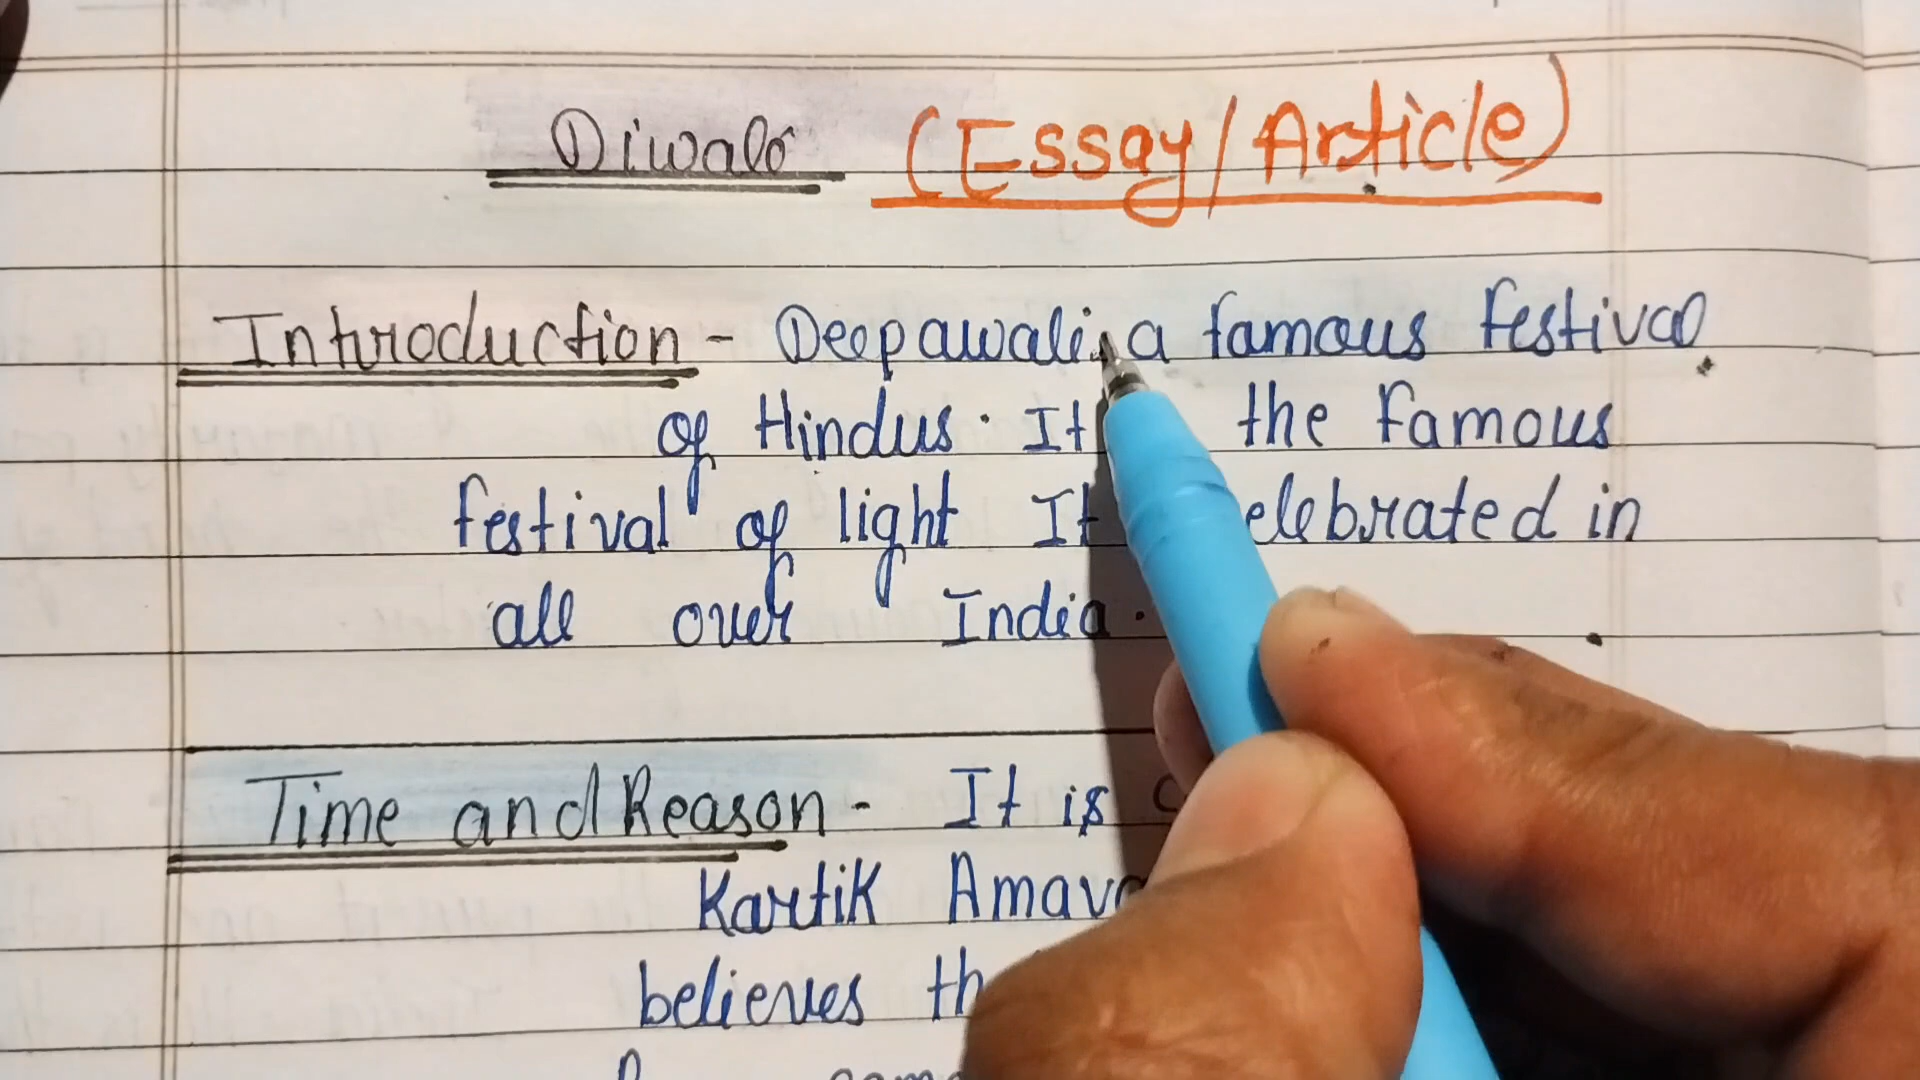 Diwali (Essay/Article)
Introduction - Deepawali a famous festival
of Hindus. It the famous
festival of light It elebrated in
all over India.
Time and Reason - It is
Kartik Amava
believes th